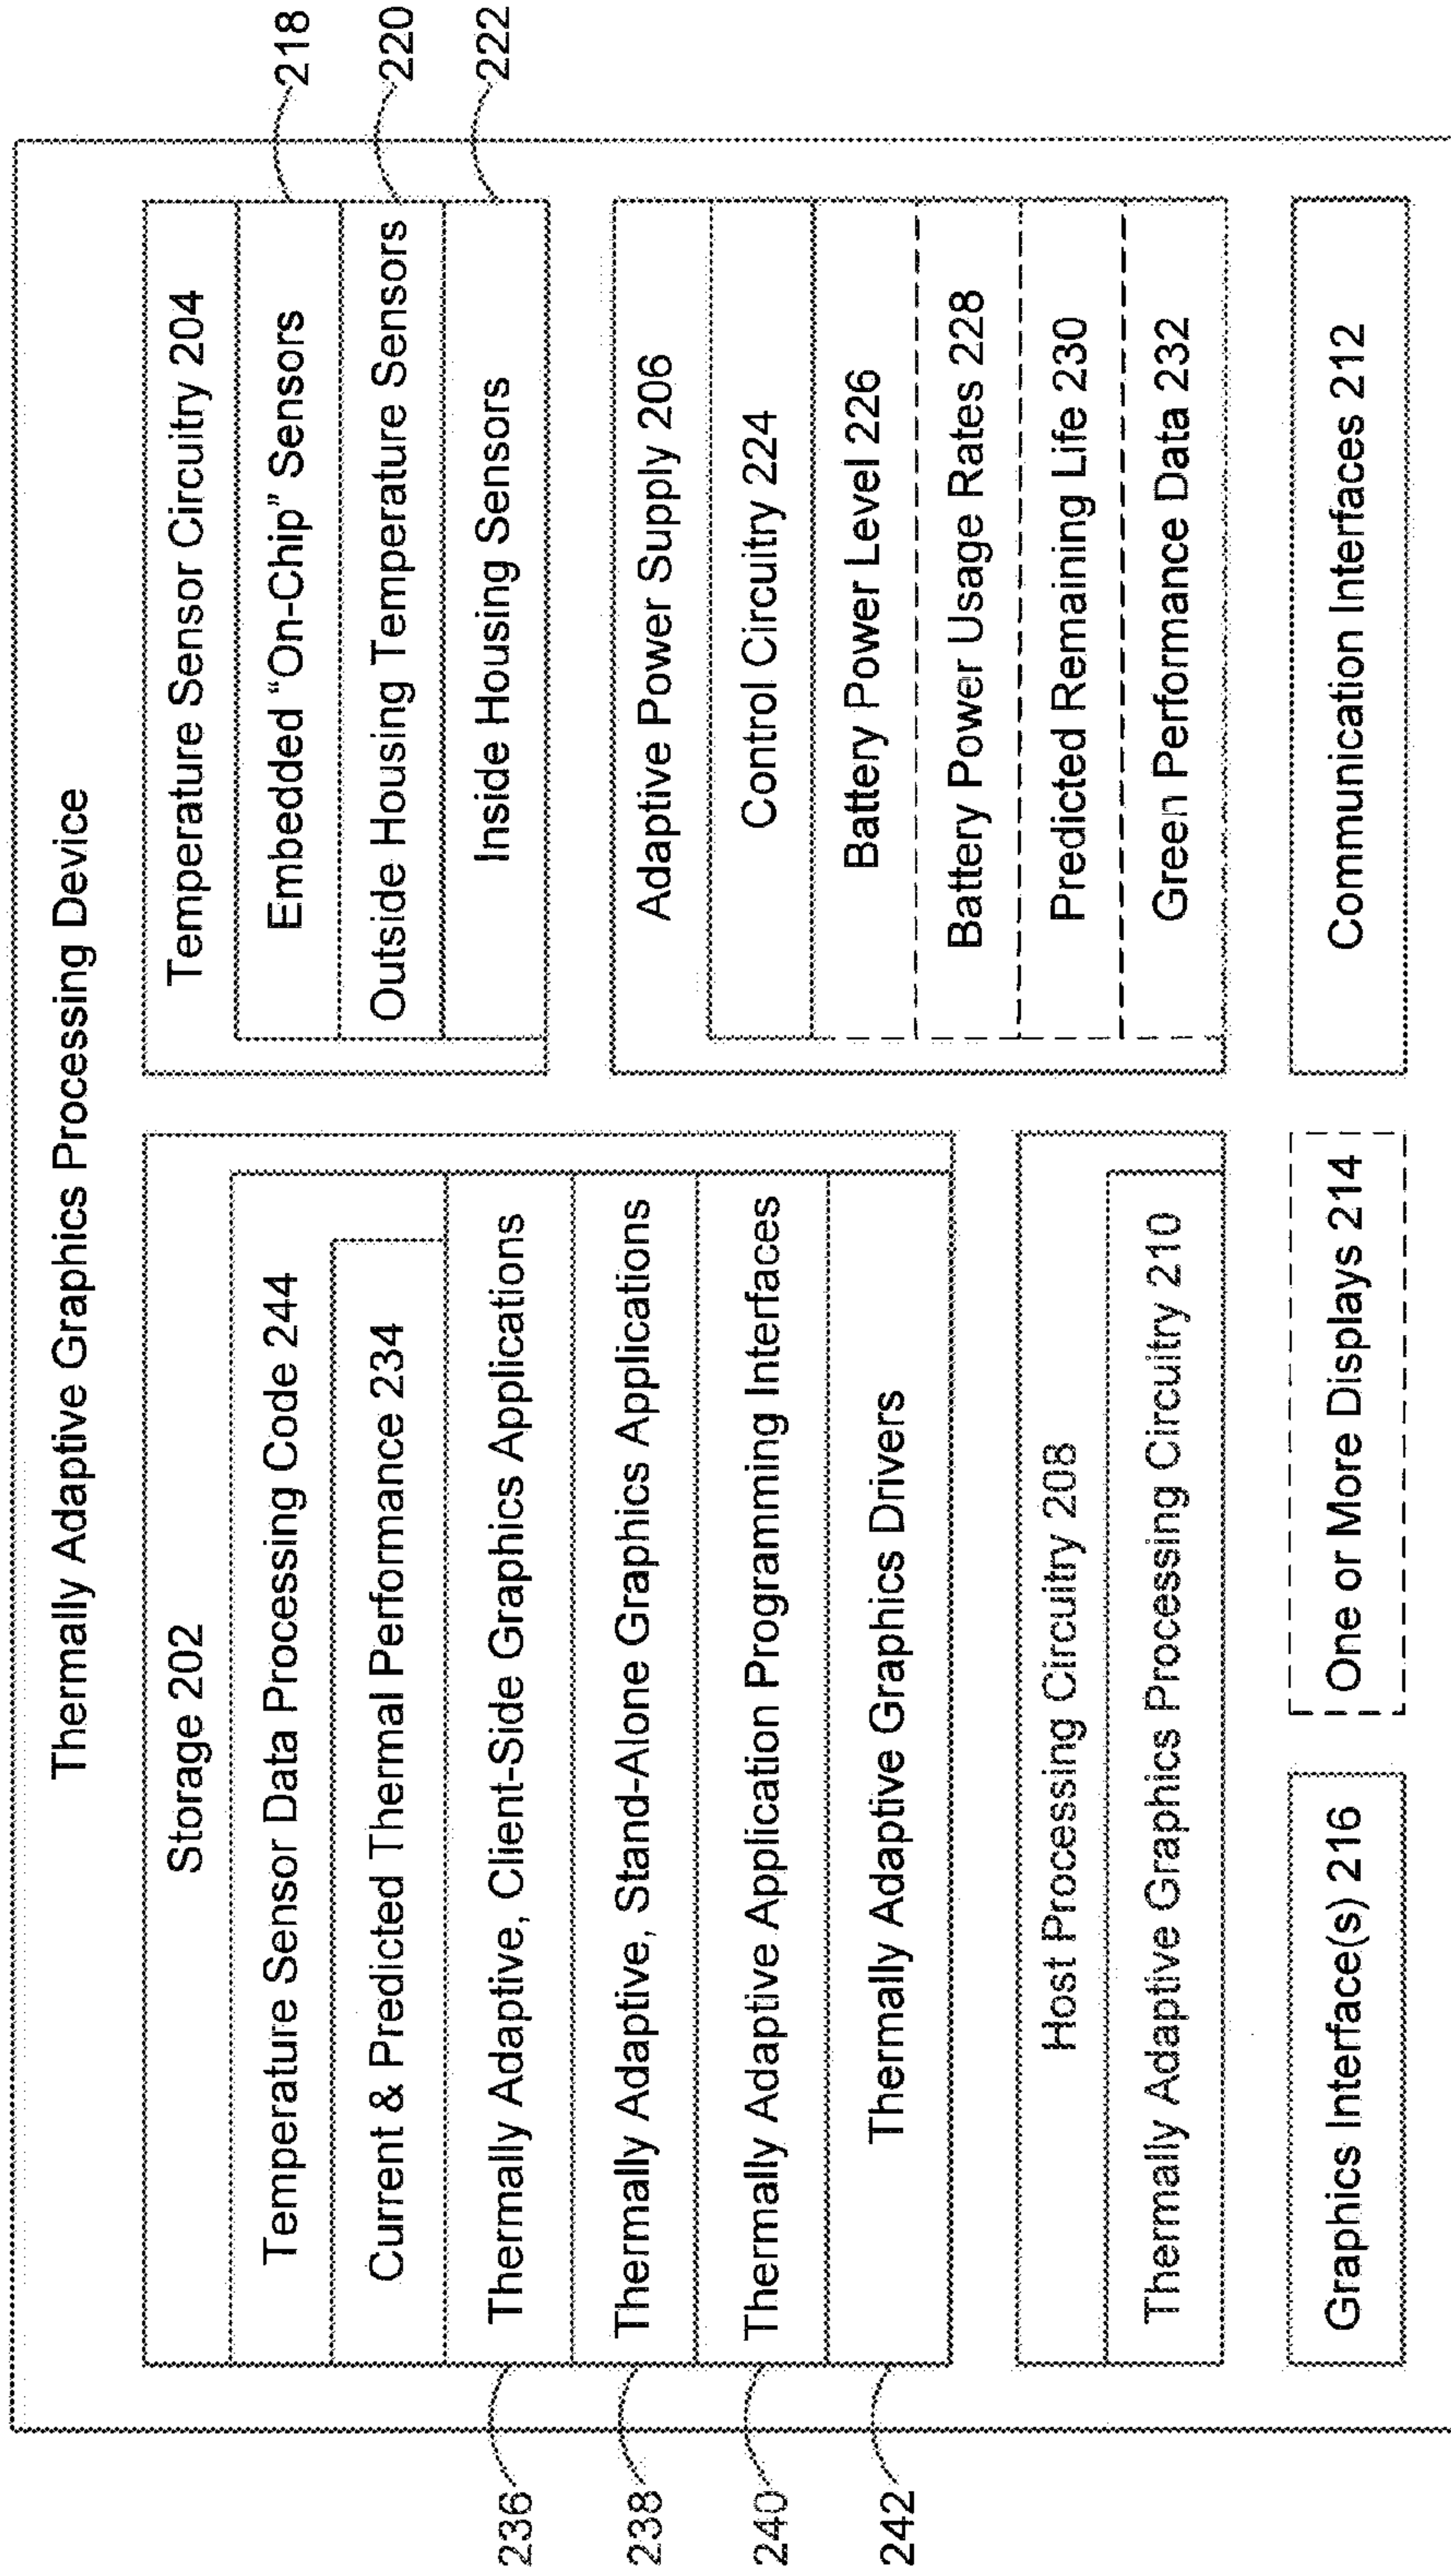 Thermally Adaptive Graphics Processing Device
Storage 202
Temperature Sensor Data Processing Code 244
Current & Predicted Thermal Performance 234
Thermally Adaptive, Client-Side Graphics Applications
236
Thermally Adaptive, Stand-Alone Graphics Applications
238
Thermally Adaptive Application Programming Interfaces
240
Thermally Adaptive Graphics Drivers
242
Host Processing Circuitry 208
Thermally Adaptive Graphics Processing Circuitry 210
Graphics Interface(s) 216
One or More Displays 214
Temperature Sensor Circuitry 204
Embedded “On-Chip” Sensors
218
Outside Housing Temperature Sensors
220
Inside Housing Sensors
222
Adaptive Power Supply 206
Control Circuitry 224
Battery Power Level 226
Battery Power Usage Rates 228
Predicted Remaining Life 230
Green Performance Data 232
Communication Interfaces 212